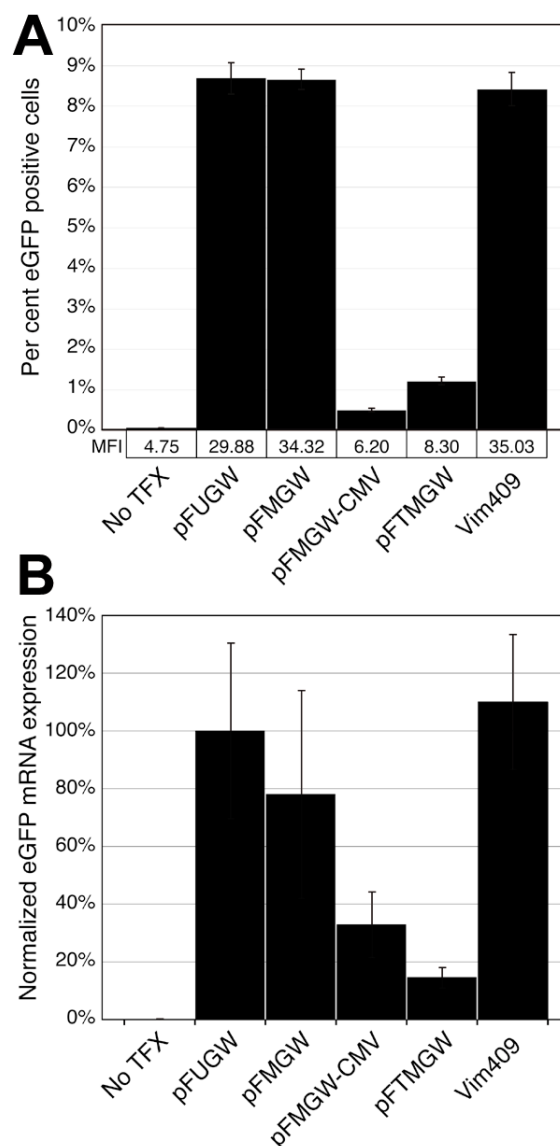 A
Per cent eGFP positive cells
10%
9%
8%
7%
6%
5%
4%
3%
2%
1%
0%
MFI 4.75 29.88 34.32 6.20 8.30 35.03
No TFX pFUGW pFMGW pFMGW-CMV pFTMGW Vim409
B
Normalized eGFP mRNA expression
140%
120%
100%
80%
60%
40%
20%
0%
No TFX pFUGW pFMGW pFMGW-CMV pFTMGW Vim409